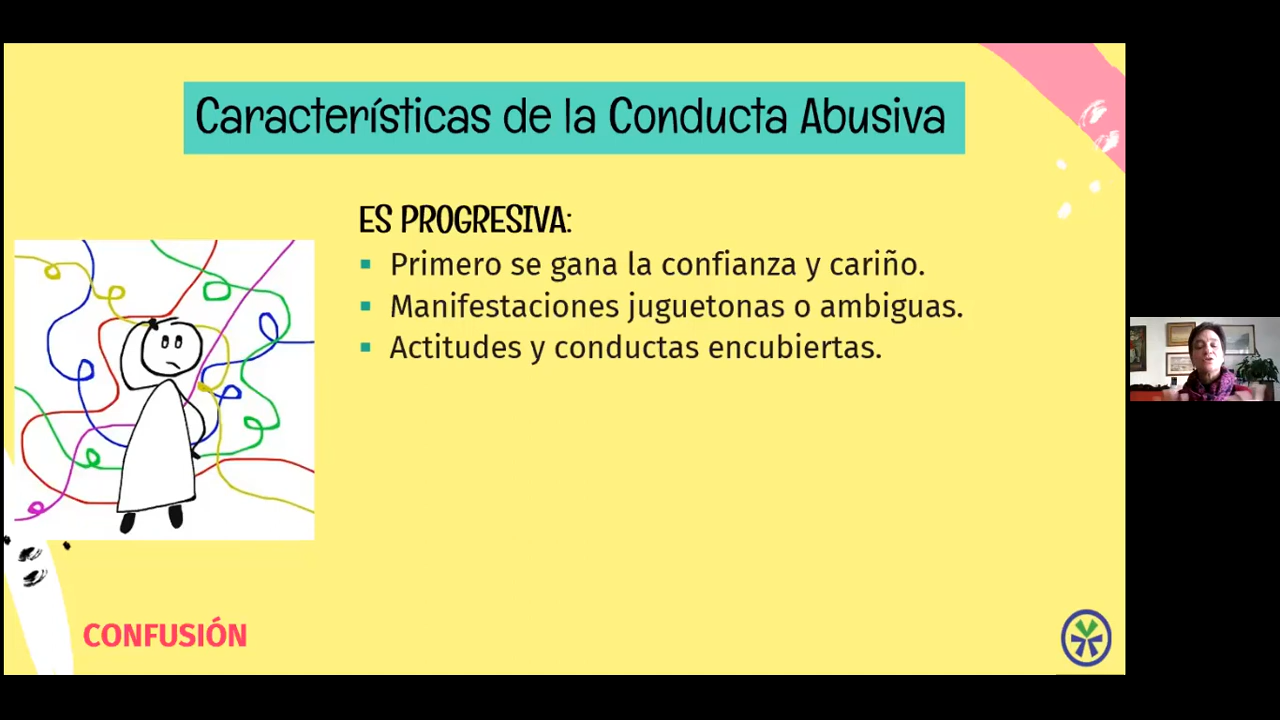 Características de la Conducta Abusiva
ES PROGRESIVA:
Primero se gana la confianza y cariño.
Manifestaciones juguetonas o ambiguas.
Actitudes y conductas encubiertas.
CONFUSIÓN